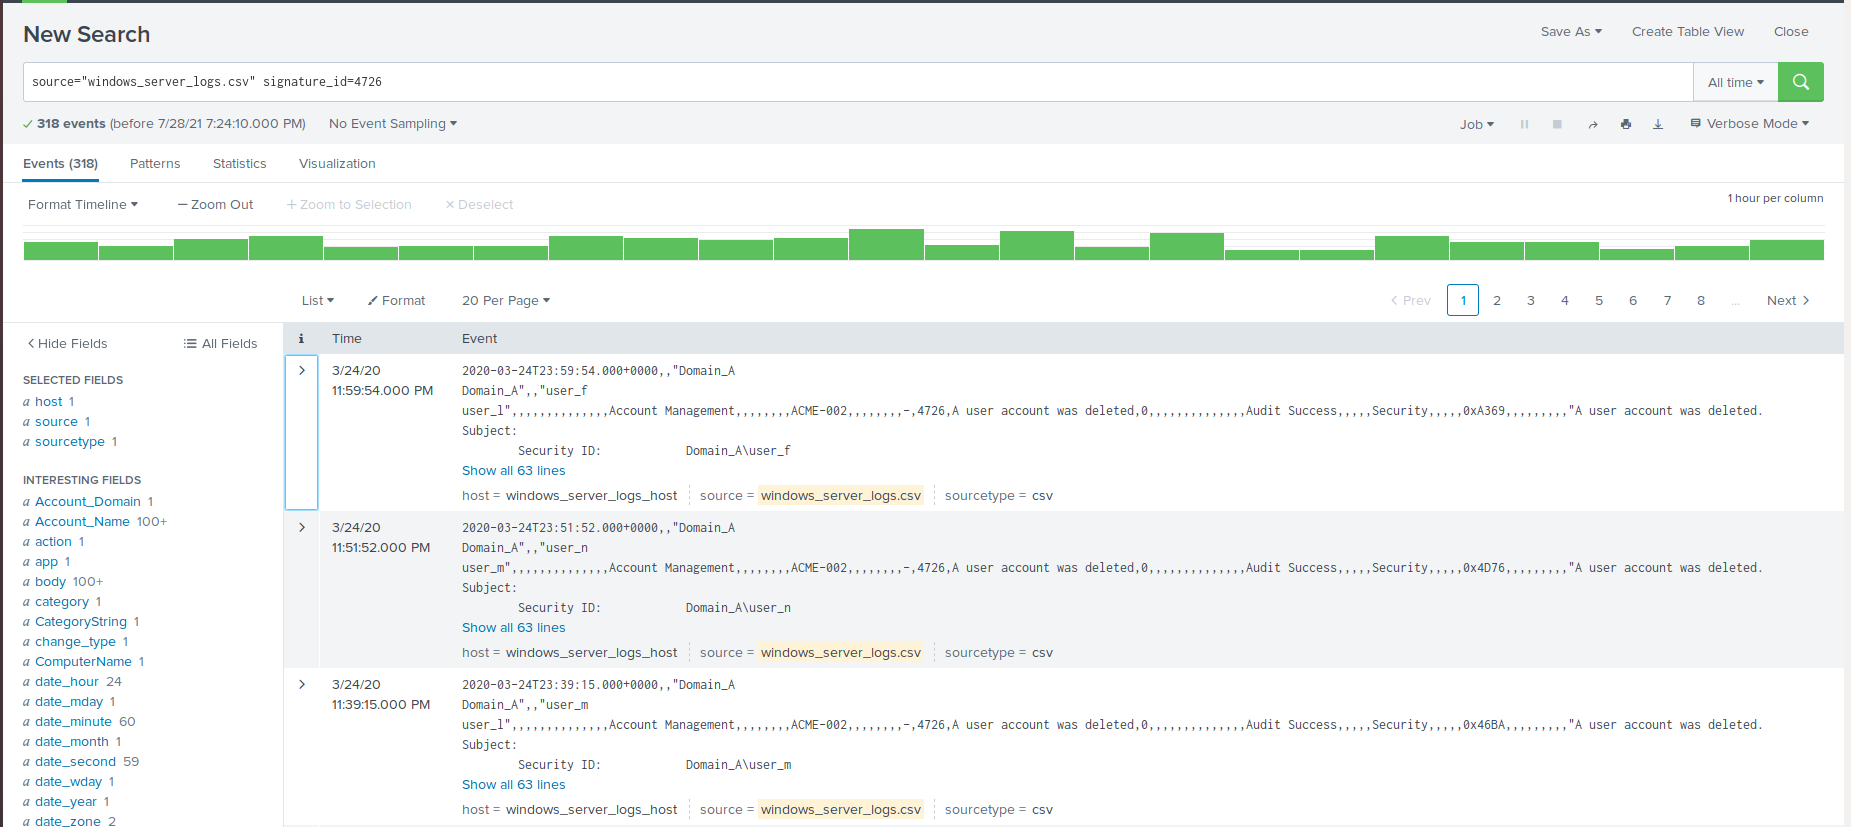 New Search
Save As Create Table View Close
source="windows_server_logs.csv" signature_id=4726
All time
318 events (before 7/28/21 7:24:10.000 PM) No Event Sampling
Job Verbose Mode
Events (318) Patterns Statistics Visualization
Format Timeline − Zoom Out + Zoom to Selection × Deselect
1 hour per column
List Format 20 Per Page
< Prev 1 2 3 4 5 6 7 8 ... Next >
< Hide Fields All Fields
SELECTED FIELDS
a host 1
a source 1
a sourcetype 1
INTERESTING FIELDS
a Account_Domain 1
a Account_Name 100+
a action 1
a app 1
a body 100+
a category 1
a CategoryString 1
a change_type 1
a ComputerName 1
a date_hour 24
a date_mday 1
a date_minute 60
a date_month 1
a date_second 59
a date_wday 1
a date_year 1
a date_zone 2
i Time Event
> 3/24/20
11:59:54.000 PM
2020-03-24T23:59:54.000+0000,,"Domain_A
Domain_A",,"user_f
user_l",,,,,,,,,,,,,,Account Management,,,,,,,,ACME-002,,,,,,,,-,4726,A user account was deleted,0,,,,,,,,,,,,,,Audit Success,,,,,Security,,,,,0xA369,,,,,,,,,"A user account was deleted.
Subject:
Security ID: Domain_A\user_f
Show all 63 lines
host = windows_server_logs_host source = windows_server_logs.csv sourcetype = csv
> 3/24/20
11:51:52.000 PM
2020-03-24T23:51:52.000+0000,,"Domain_A
Domain_A",,"user_n
user_m",,,,,,,,,,,,,,Account Management,,,,,,,,ACME-002,,,,,,,,-,4726,A user account was deleted,0,,,,,,,,,,,,,,Audit Success,,,,,Security,,,,,0x4D76,,,,,,,,,"A user account was deleted.
Subject:
Security ID: Domain_A\user_n
Show all 63 lines
host = windows_server_logs_host source = windows_server_logs.csv sourcetype = csv
> 3/24/20
11:39:15.000 PM
2020-03-24T23:39:15.000+0000,,"Domain_A
Domain_A",,"user_m
user_l",,,,,,,,,,,,,,Account Management,,,,,,,,ACME-002,,,,,,,,-,4726,A user account was deleted,0,,,,,,,,,,,,,,Audit Success,,,,,Security,,,,,0x46BA,,,,,,,,,"A user account was deleted.
Subject:
Security ID: Domain_A\user_m
Show all 63 lines
host = windows_server_logs_host source = windows_server_logs.csv sourcetype = csv